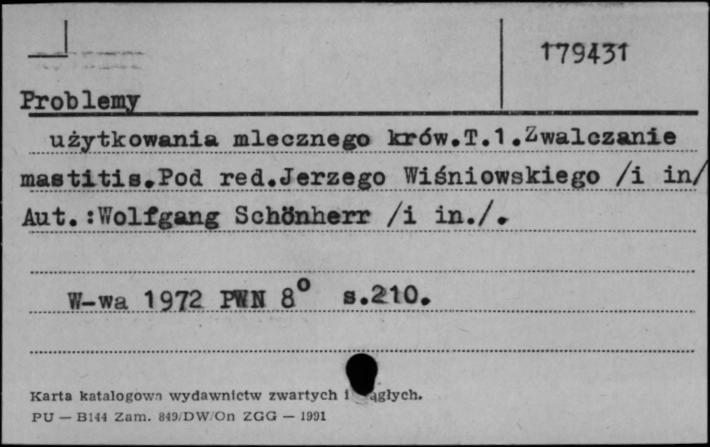 179431
Problemy
użytkowania mlecznego krów.T.1.Zwalczanie
mastitis.Pod red.Jerzego Wiśniowskiego /i in/
Aut.:Wolfgang Schönherr /i in./.
W-wa 1972 PWN 8° s.210.
Karta katalogowa wydawnictw zwartych i ągłych.
PU — B144 Zam. 849/DW/On ZGG — 1991